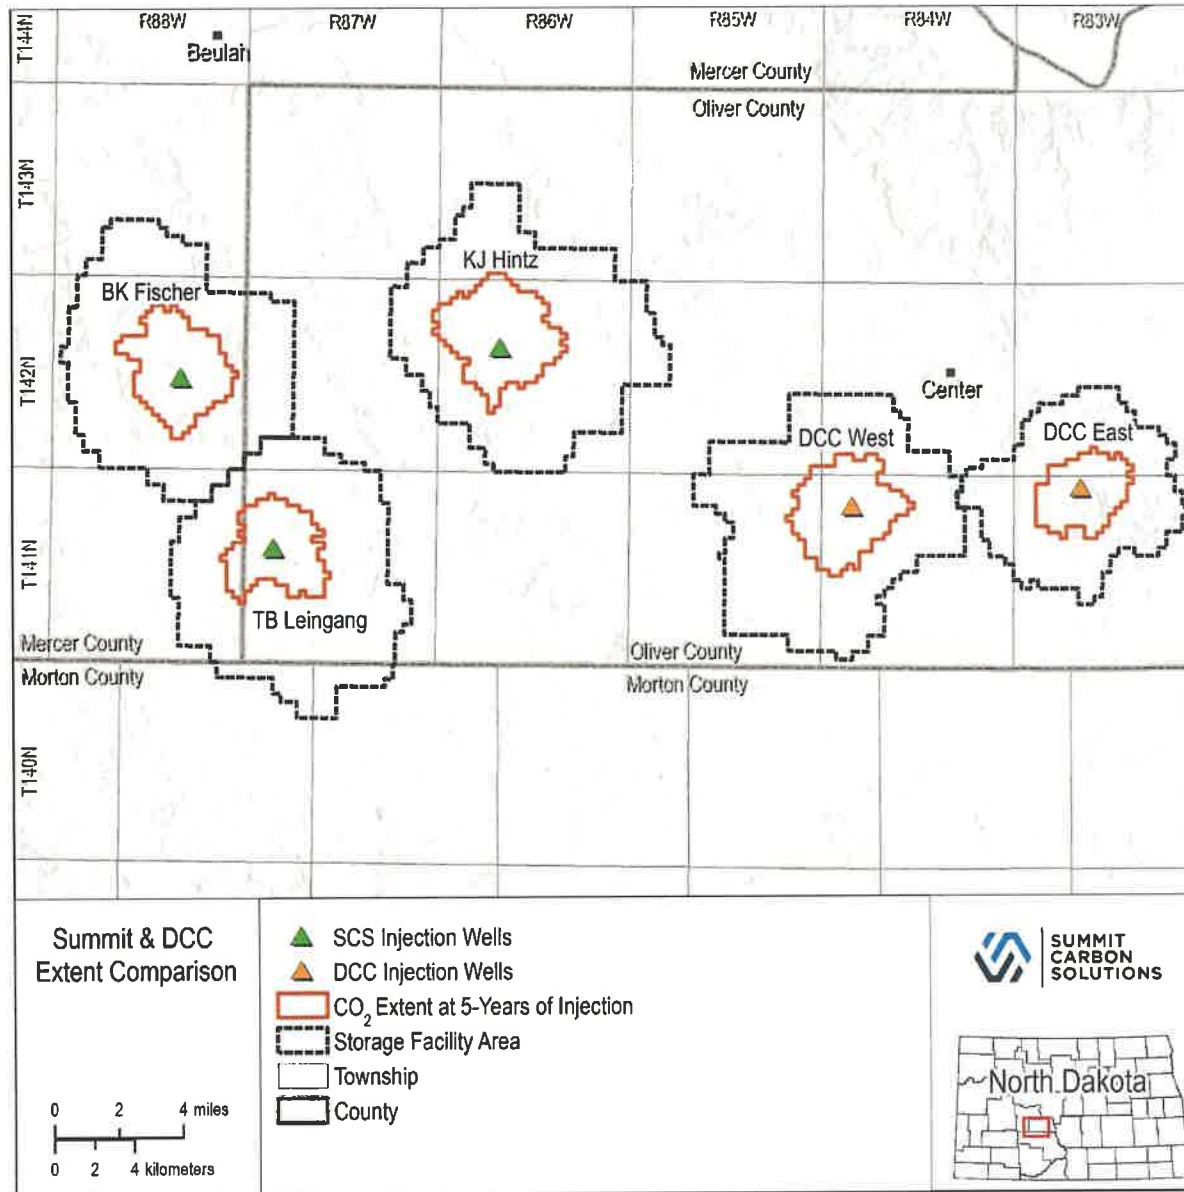 R88W
R87W
R86W
R85W
R84W
R83W
T144N
Beulah
Mercer County
Oliver County
T143N
KJ Hintz
BK Fischer
T142N
Center
DCC West
DCC East
T141N
TB Leingang
Mercer County
Morton County
Oliver County
Morton County
T140N
Summit & DCC
Extent Comparison
0 2 4 miles
0 2 4 kilometers
SCS Injection Wells
DCC Injection Wells
CO2 Extent at 5-Years of Injection
Storage Facility Area
Township
County
SUMMIT
CARBON
SOLUTIONS
North Dakota